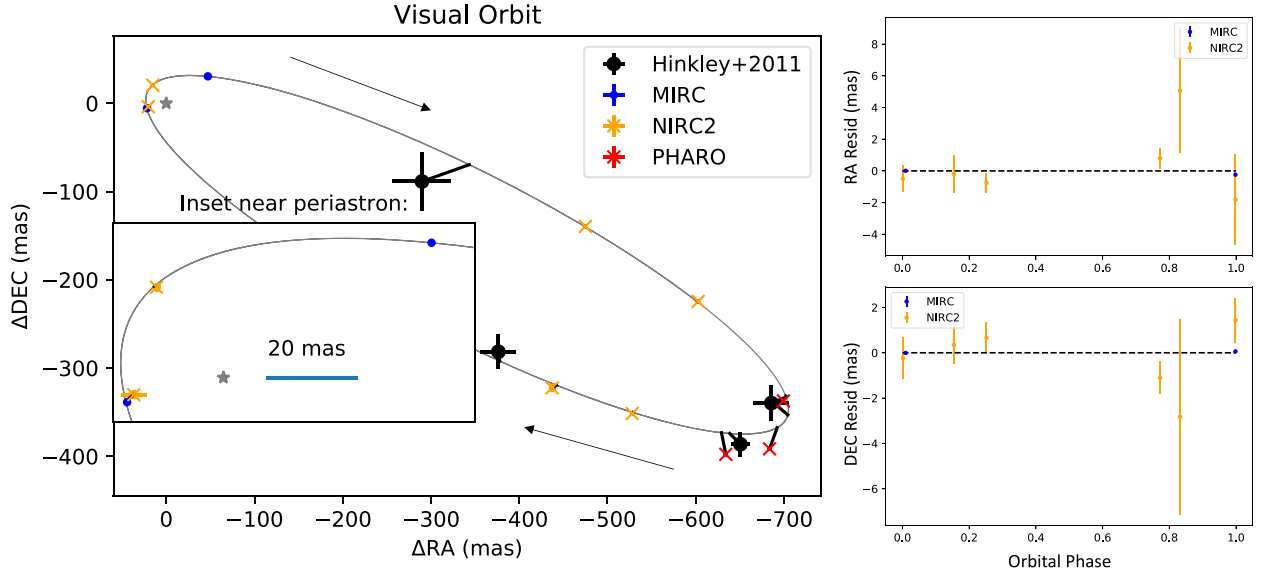 Visual Orbit
Hinkley+2011
MIRC
NIRC2
PHARO
Inset near periastron:
20 mas
ΔDEC (mas)
0
−100
−200
−300
−400
0
−100
−200
−300
−400
−500
−600
−700
ΔRA (mas)
MIRC
NIRC2
RA Resid (mas)
8
6
4
2
0
−2
−4
0.0
0.2
0.4
0.6
0.8
1.0
MIRC
NIRC2
DEC Resid (mas)
2
0
−2
−4
−6
0.0
0.2
0.4
0.6
0.8
1.0
Orbital Phase